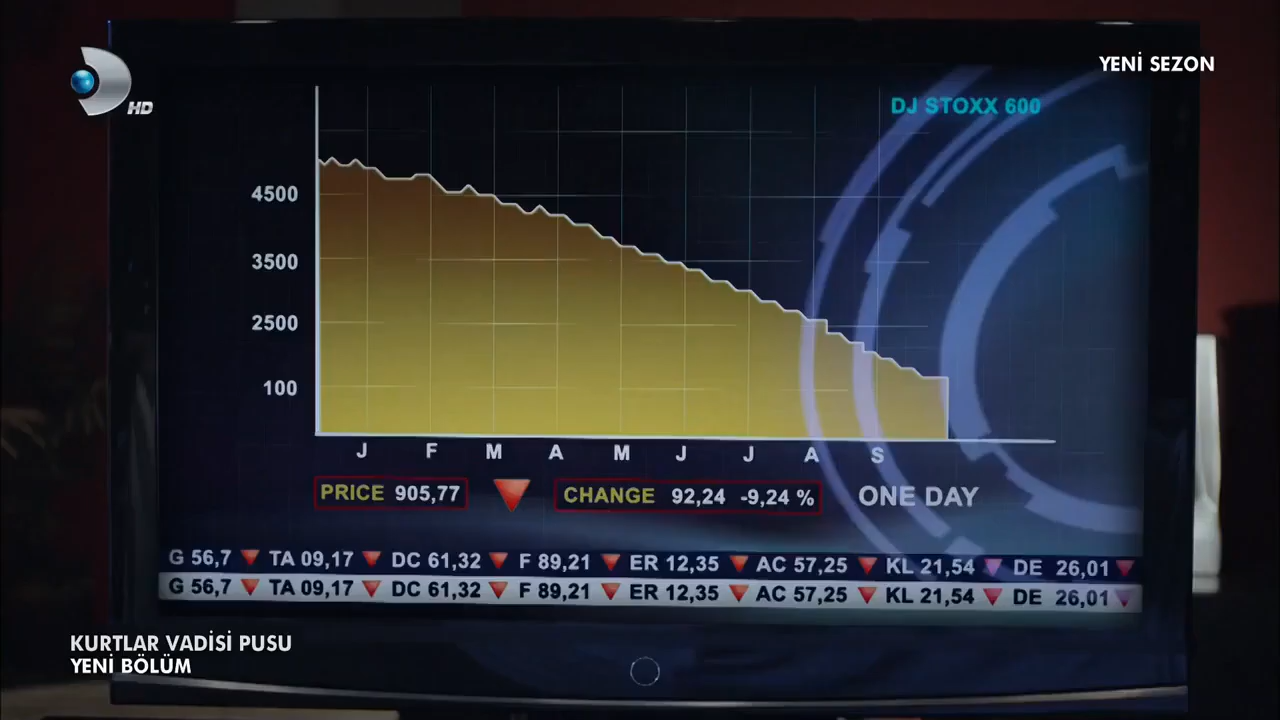 HD
YENİ SEZON
DJ STOXX 600
4500
3500
2500
100
J F M A M J J A S
PRICE 905,77 CHANGE 92,24 -9,24 % ONE DAY
G 56,7 TA 09,17 DC 61,32 F 89,21 ER 12,35 AC 57,25 KL 21,54 DE 26,01
G 56,7 TA 09,17 DC 61,32 F 89,21 ER 12,35 AC 57,25 KL 21,54 DE 26,01
KURTLAR VADİSİ PUSU
YENİ BÖLÜM